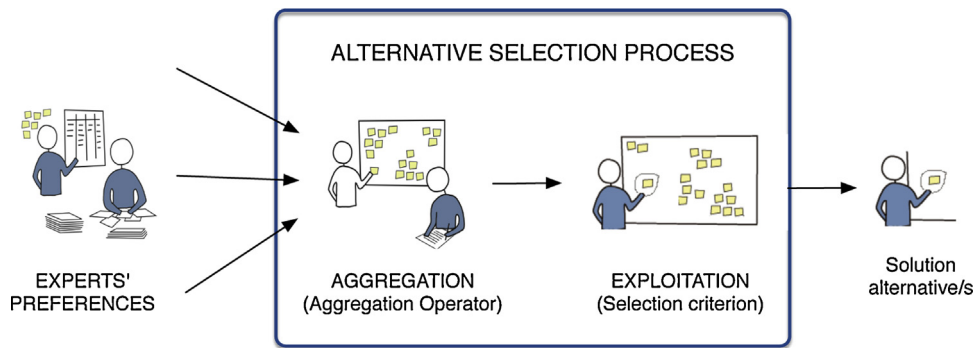 ALTERNATIVE SELECTION PROCESS
EXPERTS'
PREFERENCES
AGGREGATION
(Aggregation Operator)
EXPLOITATION
(Selection criterion)
Solution
alternative/s